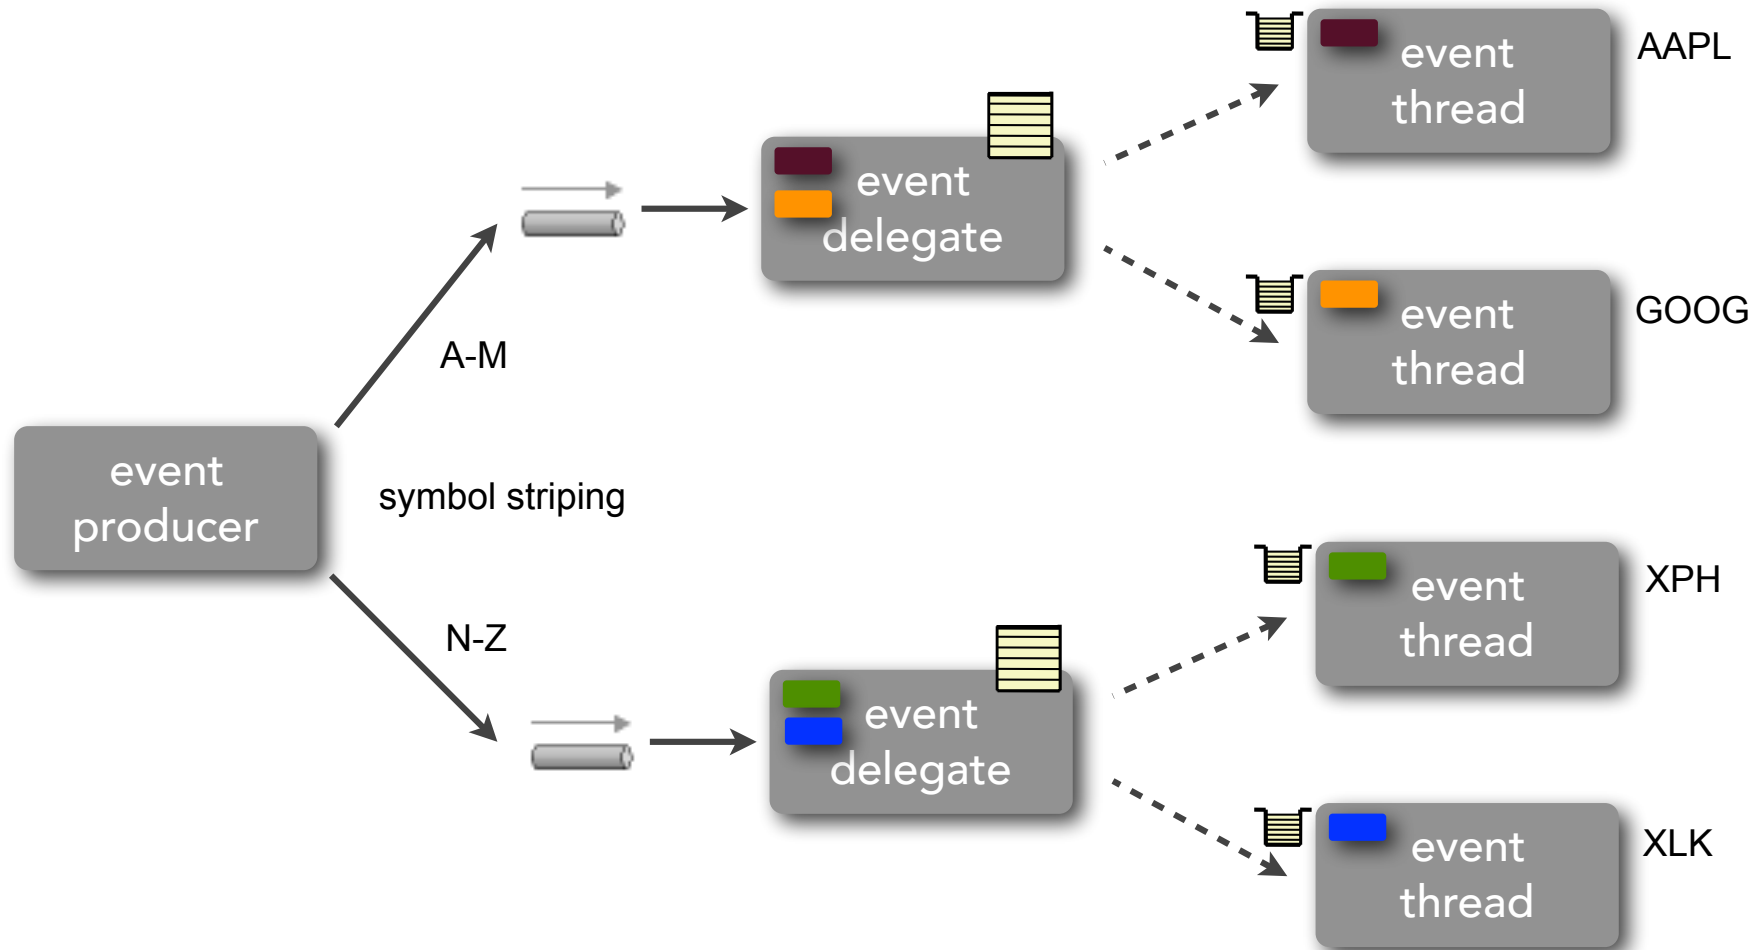 event
thread
AAPL
event
delegate
event
thread
GOOG
A-M
event
producer
symbol striping
event
thread
XPH
N-Z
event
delegate
event
thread
XLK